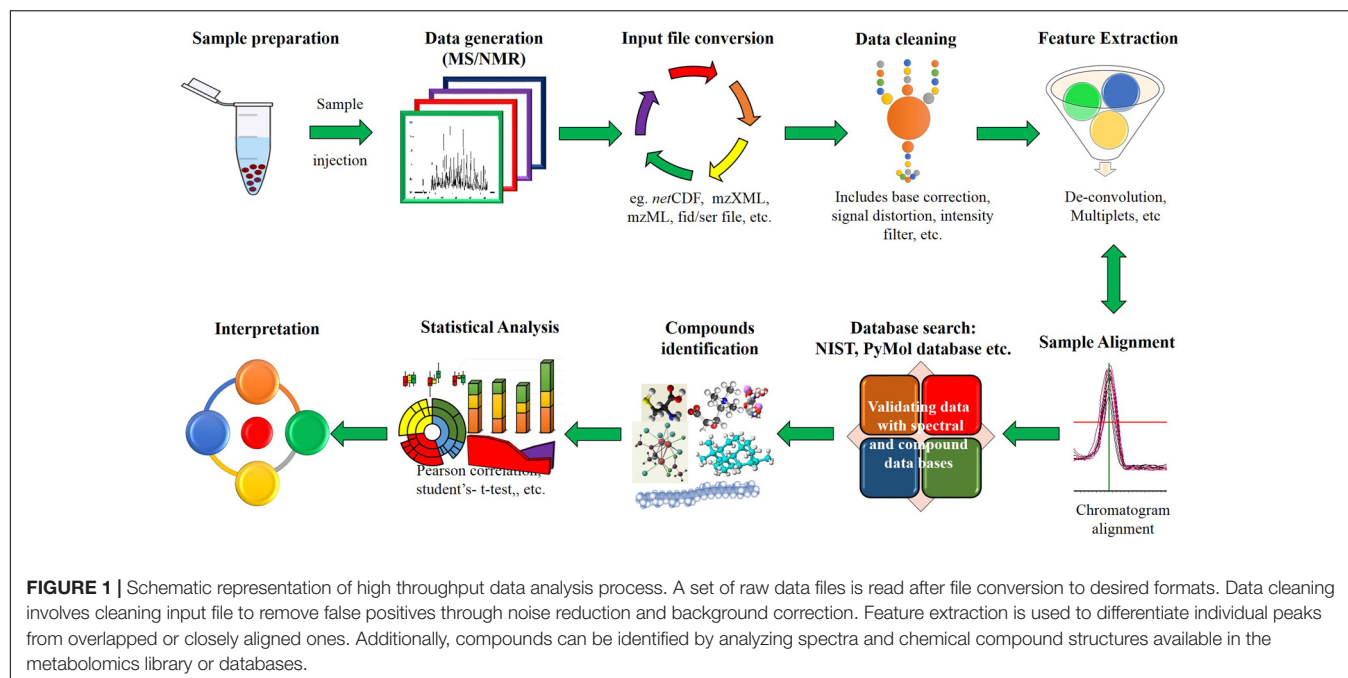 Sample preparation
Data generation
(MS/NMR)
Input file conversion
Data cleaning
Feature Extraction
Sample
injection
eg. netCDF, mzXML,
mzML, fid/ser file, etc.
Includes base correction,
signal distortion, intensity
filter, etc.
De-convolution,
Multiplets, etc
Interpretation
Statistical Analysis
Compounds
identification
Database search:
NIST, PyMol database etc.
Sample Alignment
Validating data
with spectral
and compound
data bases
Pearson correlation,
student's- t-test,, etc.
Chromatogram
alignment
FIGURE 1 | Schematic representation of high throughput data analysis process. A set of raw data files is read after file conversion to desired formats. Data cleaning
involves cleaning input file to remove false positives through noise reduction and background correction. Feature extraction is used to differentiate individual peaks
from overlapped or closely aligned ones. Additionally, compounds can be identified by analyzing spectra and chemical compound structures available in the
metabolomics library or databases.